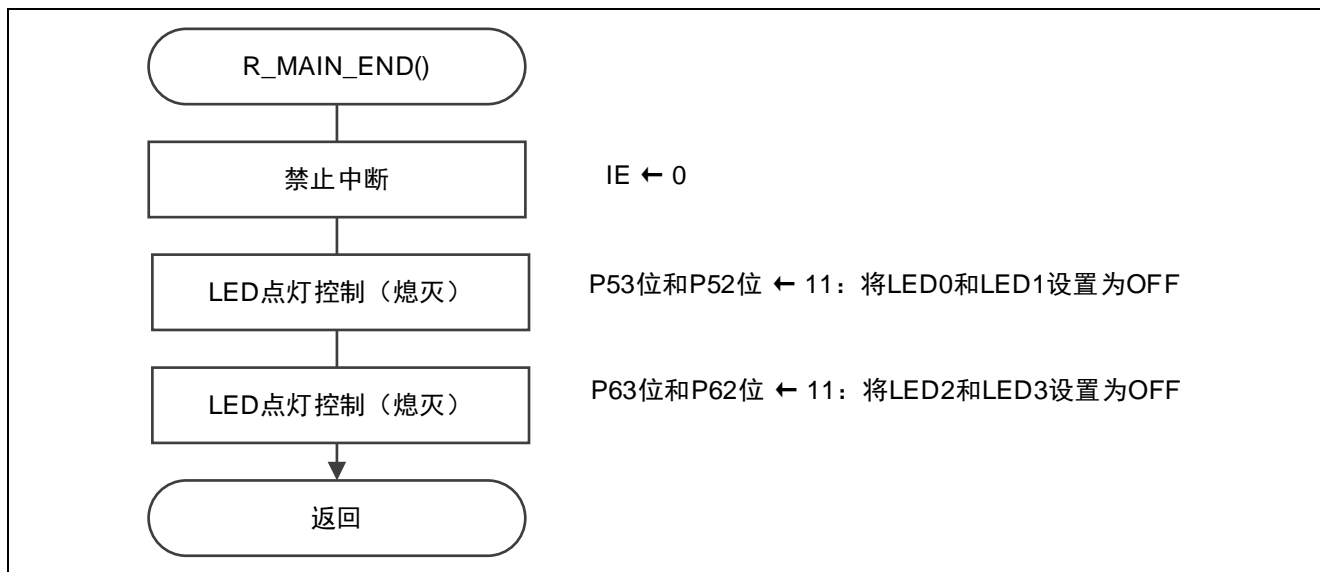 R_MAIN_END()
禁止中断
IE ← 0
LED点灯控制（熄灭）
P53位和P52位 ← 11：将LED0和LED1设置为OFF
LED点灯控制（熄灭）
P63位和P62位 ← 11：将LED2和LED3设置为OFF
返回